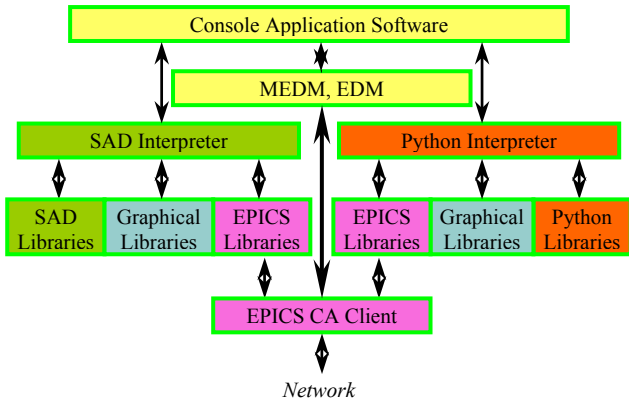 Console Application Software
MEDM, EDM
SAD Interpreter
Python Interpreter
SAD
Libraries
Graphical
Libraries
EPICS
Libraries
EPICS
Libraries
Graphical
Libraries
Python
Libraries
EPICS CA Client
Network